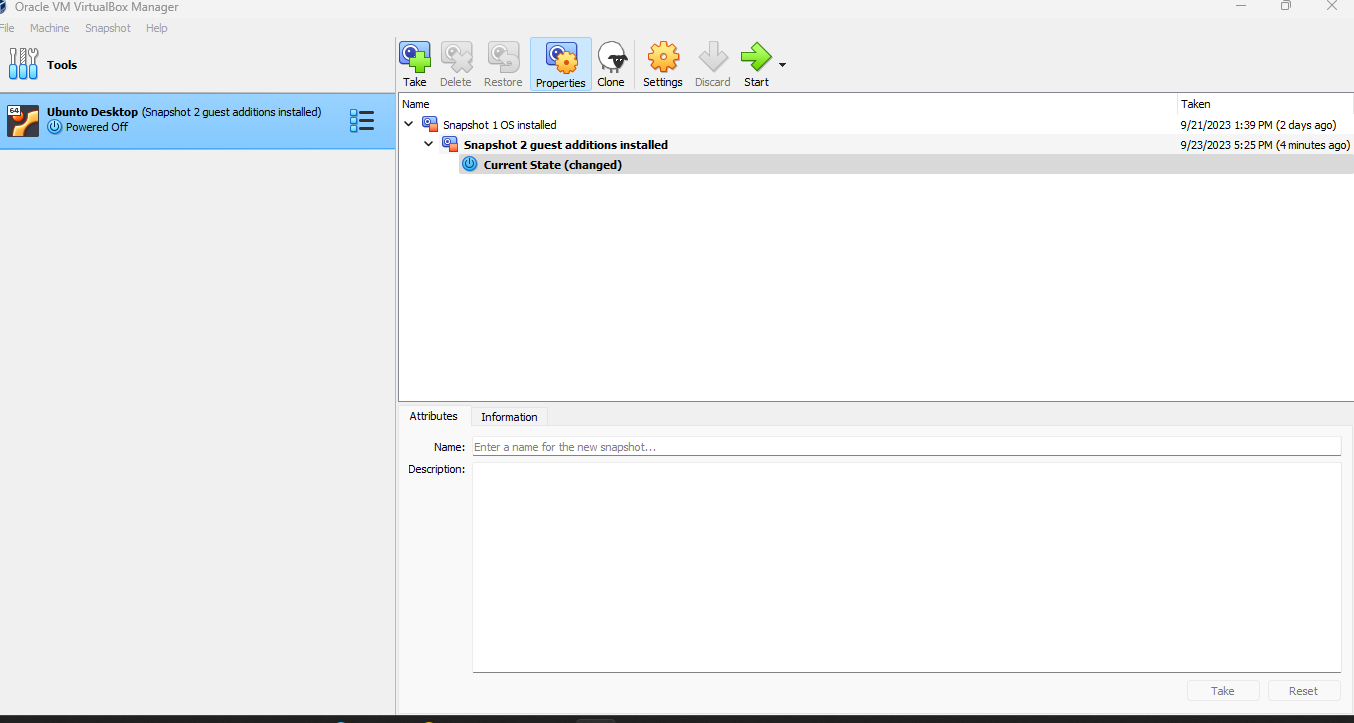 Oracle VM VirtualBox Manager
File Machine Snapshot Help
Tools
Take Delete Restore Properties Clone Settings Discard Start
64
Ubunto Desktop (Snapshot 2 guest additions installed)
Powered Off
Name Taken
Snapshot 1 OS installed 9/21/2023 1:39 PM (2 days ago)
Snapshot 2 guest additions installed 9/23/2023 5:25 PM (4 minutes ago)
Current State (changed)
Attributes Information
Name: Enter a name for the new snapshot...
Description:
Take Reset